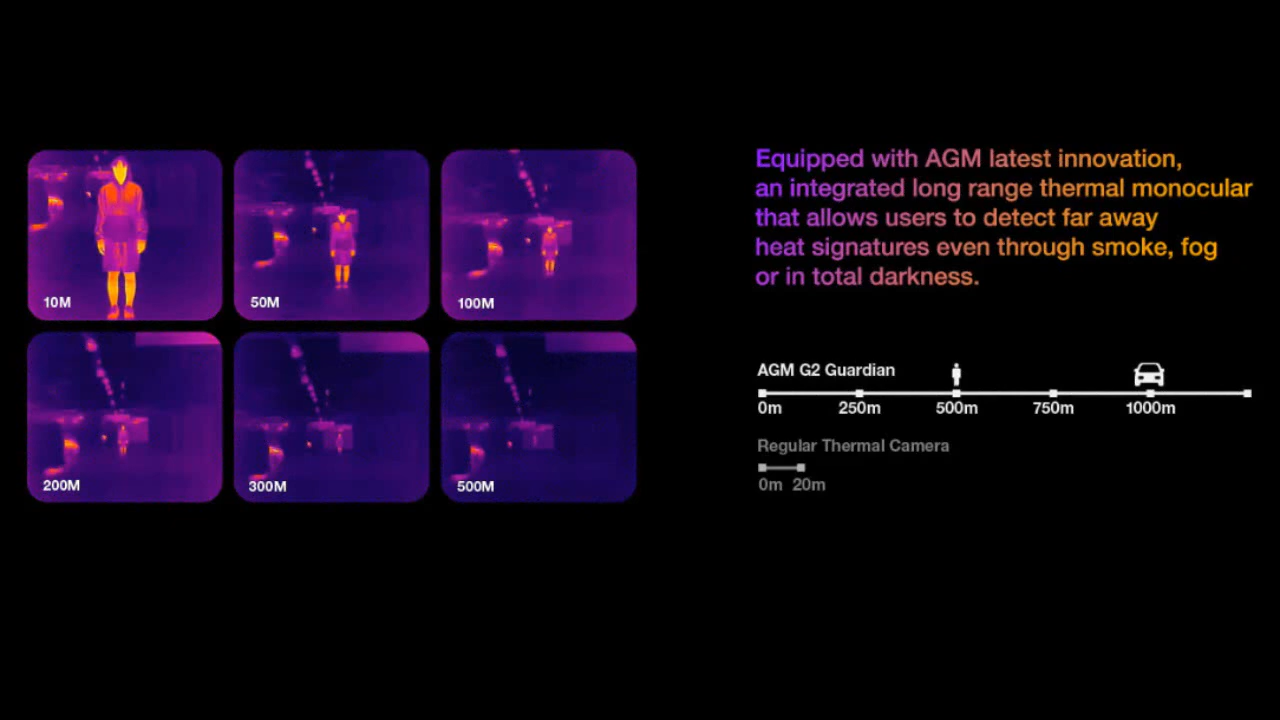 10M
50M
100M
200M
300M
500M
Equipped with AGM latest innovation,
an integrated long range thermal monocular
that allows users to detect far away
heat signatures even through smoke, fog
or in total darkness.
AGM G2 Guardian
0m 250m 500m 750m 1000m
Regular Thermal Camera
0m 20m